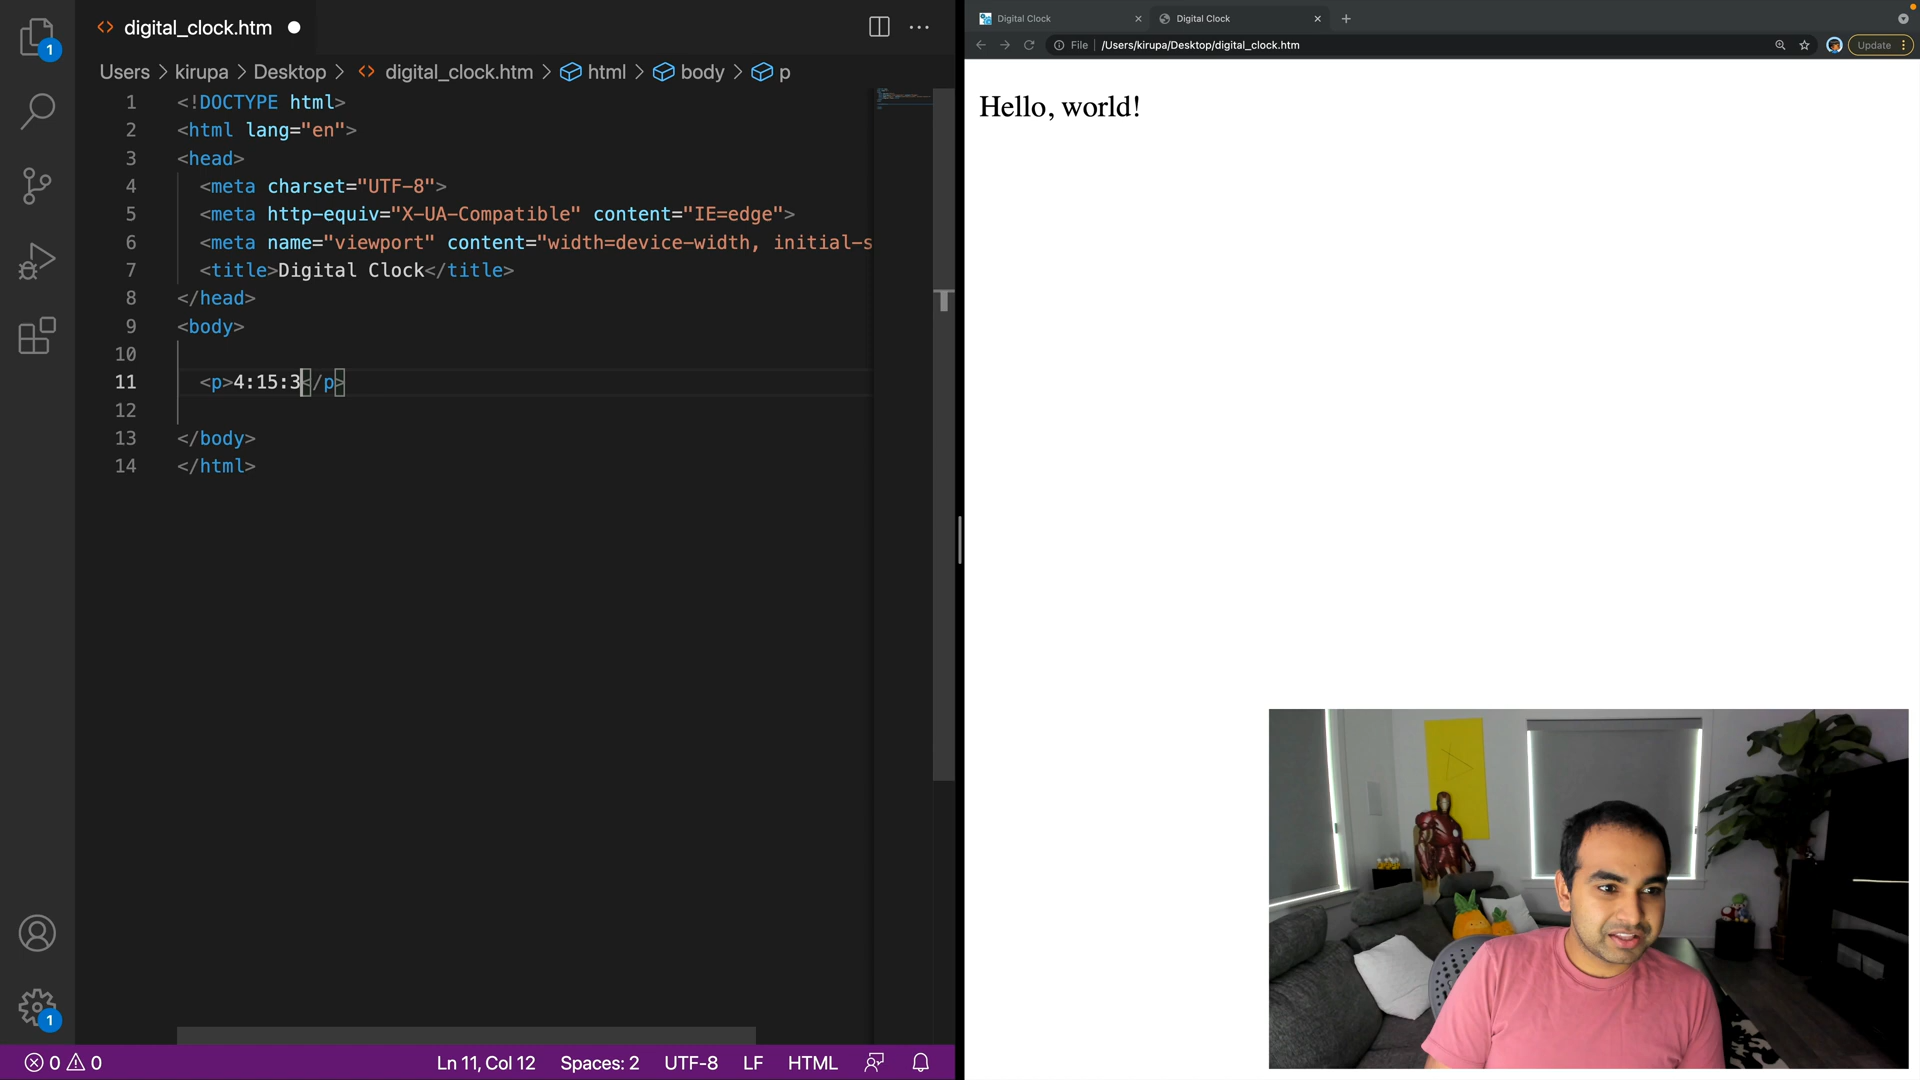 1
digital_clock.htm
Users > kirupa > Desktop > digital_clock.htm > html > body > p
1 <!DOCTYPE html>
2 <html lang="en">
3 <head>
4 <meta charset="UTF-8">
5 <meta http-equiv="X-UA-Compatible" content="IE=edge">
6 <meta name="viewport" content="width=device-width, initial-s
7 <title>Digital Clock</title>
8 </head>
9 <body>
10
11 <p>4:15:3</p>
12
13 </body>
14 </html>
1
0 0
Ln 11, Col 12
Spaces: 2
UTF-8
LF
HTML
Digital Clock
Digital Clock
File
/Users/kirupa/Desktop/digital_clock.htm
Update
Hello, world!